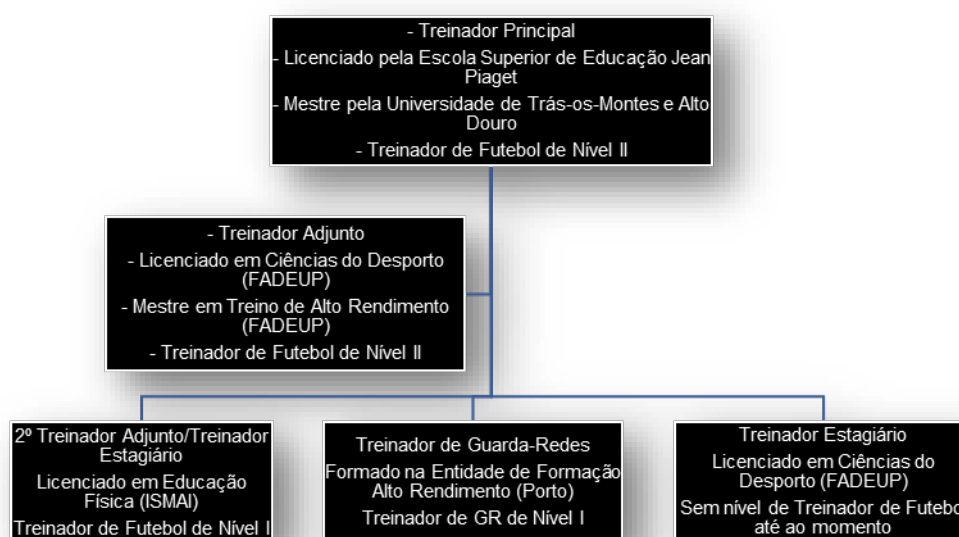 - Treinador Principal
- Licenciado pela Escola Superior de Educação Jean
Piaget
- Mestre pela Universidade de Trás-os-Montes e Alto
Douro
- Treinador de Futebol de Nível II
- Treinador Adjunto
- Licenciado em Ciências do Desporto
(FADEUP)
- Mestre em Treino de Alto Rendimento
(FADEUP)
- Treinador de Futebol de Nível II
2º Treinador Adjunto/Treinador
Estagiário
Licenciado em Educação
Física (ISMAI)
Treinador de Futebol de Nível I
Treinador de Guarda-Redes
Formado na Entidade de Formação
Alto Rendimento (Porto)
Treinador de GR de Nível I
Treinador Estagiário
Licenciado em Ciências do
Desporto (FADEUP)
Sem nível de Treinador de Futebol
até ao momento